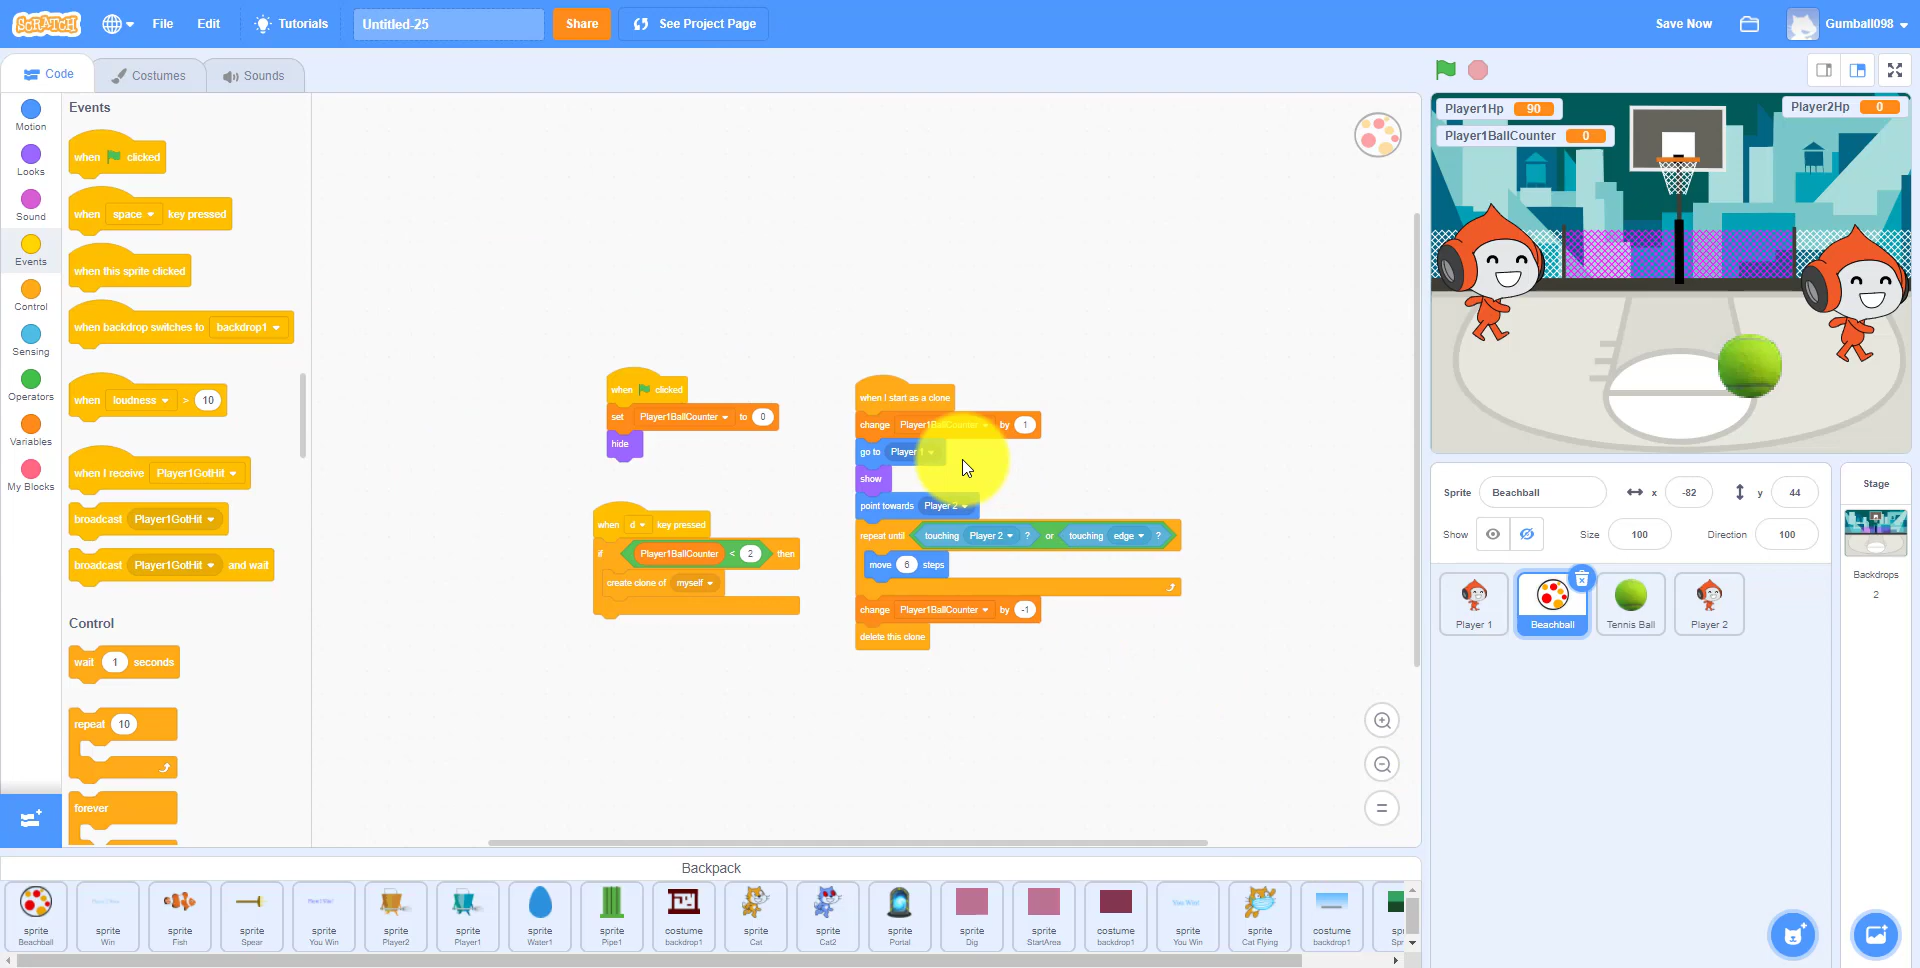 SCRATCH File Edit Tutorials Untitled-25 Share See Project Page Save Now Gumball098
Code Costumes Sounds
Motion
Looks
Sound
Events
Control
Sensing
Operators
Variables
My Blocks
Events
when clicked
when space key pressed
when this sprite clicked
when backdrop switches to backdrop1
when loudness > 10
when I receive Player1GotHit
broadcast Player1GotHit
broadcast Player1GotHit and wait
Control
wait 1 seconds
repeat 10
forever
when clicked
set Player1BallCounter to 0
hide
when d key pressed
if Player1BallCounter < 2 then
create clone of myself
when I start as a clone
change Player1BallCounter by 1
go to Player 1
show
point towards Player 2
repeat until touching Player 2 ? or touching edge ?
move 6 steps
change Player1BallCounter by -1
delete this clone
Player1Hp 90
Player2Hp 0
Player1BallCounter 0
Sprite Beachball x -82 y 44
Show Size 100 Direction 100
Player 1 Beachball Tennis Ball Player 2
Stage
Backdrops
2
Backpack
sprite sprite sprite sprite sprite sprite sprite sprite sprite costume sprite sprite sprite sprite sprite costume sprite sprite costume
Beachball Win Fish Spear You Win Player2 Player1 Water1 Pipe1 backdrop1 Cat Cat2 Portal Dig StartArea backdrop1 You Win Cat Flying backdrop1